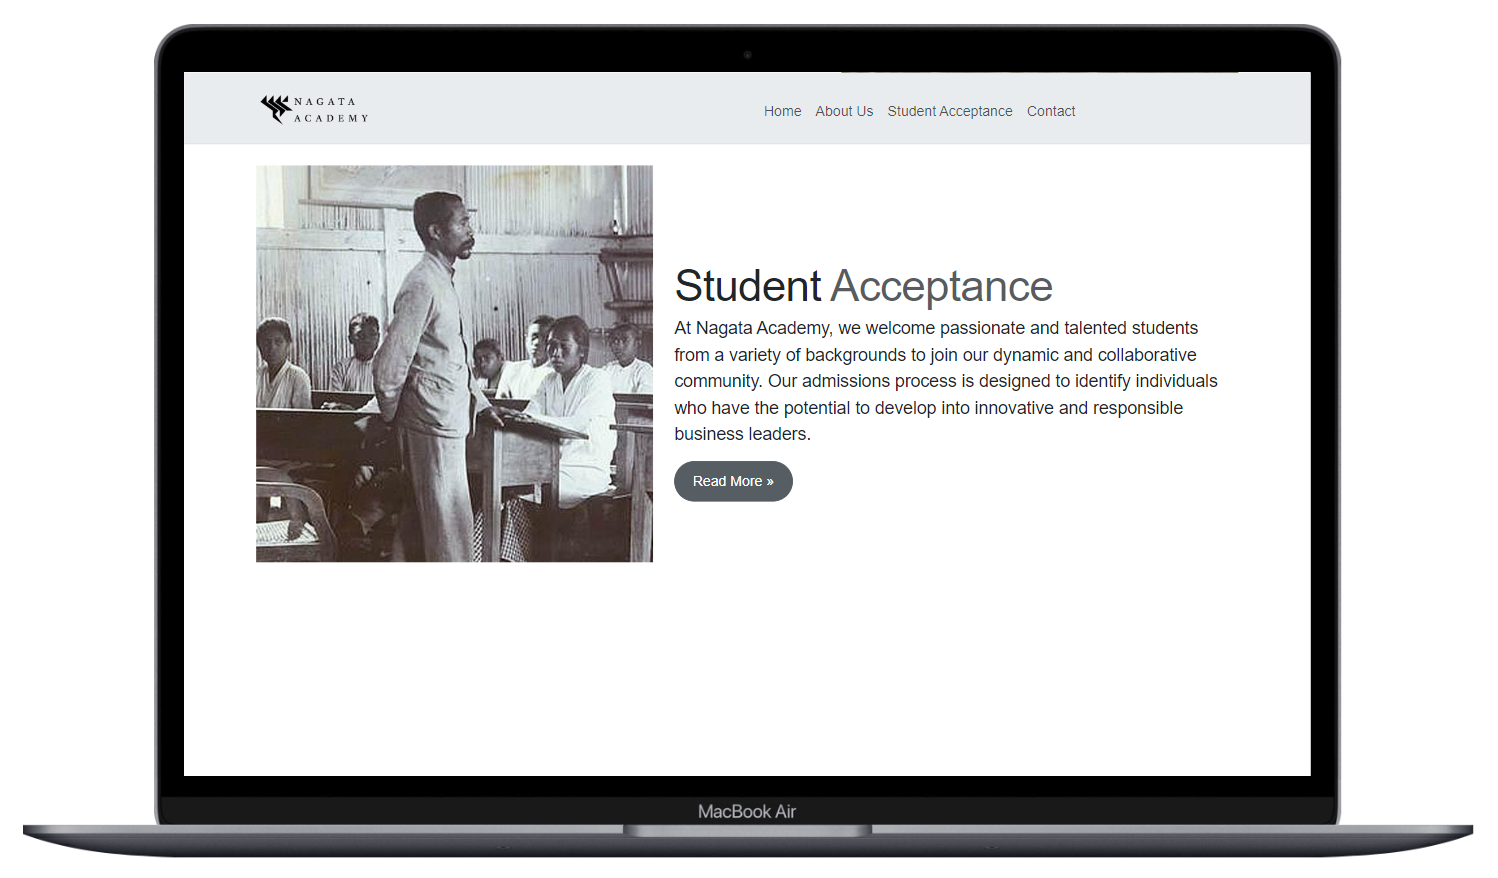 NAGATA
ACADEMY
Home About Us Student Acceptance Contact
Student Acceptance
At Nagata Academy, we welcome passionate and talented students
from a variety of backgrounds to join our dynamic and collaborative
community. Our admissions process is designed to identify individuals
who have the potential to develop into innovative and responsible
business leaders.
Read More »
MacBook Air